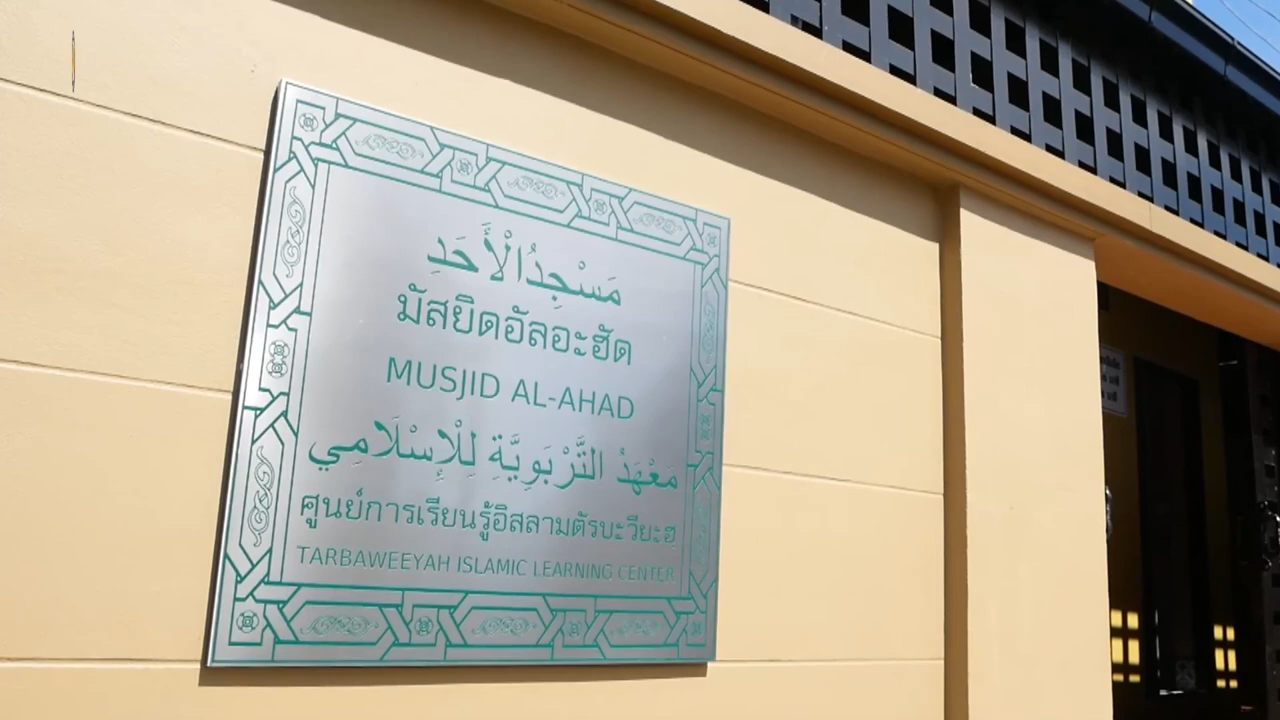 مَسْجِدُالْأَحَدِ
มัสยิดอัลอะฮัด
MUSJID AL-AHAD
مَعْهَدُ التَّرْبَوِيَّةِ لِلْإِسْلَامِي
ศูนย์การเรียนรู้อิสลามตัรบะวียะฮ
TARBAWEEYAH ISLAMIC LEARNING CENTER